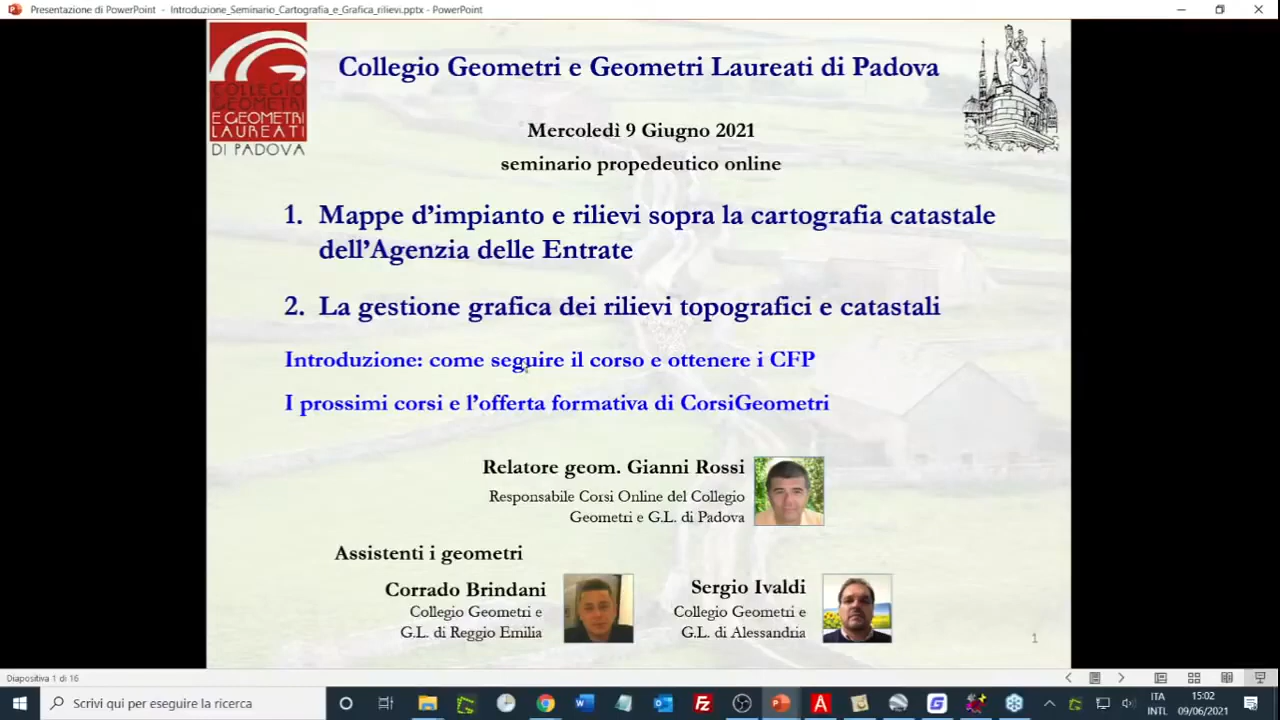 Presentazione di PowerPoint - Introduzione_Seminario_Cartografia_e_Grafica_rilievi.pptx - PowerPoint
COLLEGIO
GEOMETRI
E GEOMETRI
LAUREATI
DI PADOVA
Collegio Geometri e Geometri Laureati di Padova
Mercoledì 9 Giugno 2021
seminario propedeutico online
1. Mappe d'impianto e rilievi sopra la cartografia catastale
dell'Agenzia delle Entrate
2. La gestione grafica dei rilievi topografici e catastali
Introduzione: come seguire il corso e ottenere i CFP
I prossimi corsi e l'offerta formativa di CorsiGeometri
Relatore geom. Gianni Rossi
Responsabile Corsi Online del Collegio
Geometri e G.L. di Padova
Assistenti i geometri
Corrado Brindani
Collegio Geometri e
G.L. di Reggio Emilia
Sergio Ivaldi
Collegio Geometri e
G.L. di Alessandria
1
Diapositiva 1 di 16
Scrivi qui per eseguire la ricerca
ITA
INTL
15:02
09/06/2021